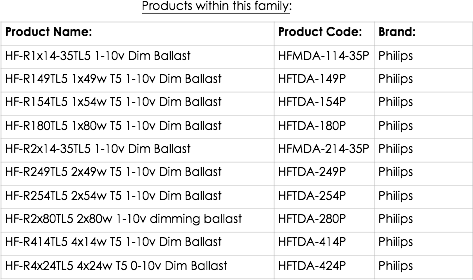 Products within this family:
Product Name: Product Code: Brand:
HF-R1x14-35TL5 1-10v Dim Ballast HFMDA-114-35P Philips
HF-R149TL5 1x49w T5 1-10v Dim Ballast HFTDA-149P Philips
HF-R154TL5 1x54w T5 1-10v Dim Ballast HFTDA-154P Philips
HF-R180TL5 1x80w T5 1-10v Dim Ballast HFTDA-180P Philips
HF-R2x14-35TL5 1-10v Dim Ballast HFMDA-214-35P Philips
HF-R249TL5 2x49w T5 1-10v Dim Ballast HFTDA-249P Philips
HF-R254TL5 2x54w T5 1-10v Dim Ballast HFTDA-254P Philips
HF-R2x80TL5 2x80w 1-10v dimming ballast HFTDA-280P Philips
HF-R414TL5 4x14w T5 1-10v Dim Ballast HFTDA-414P Philips
HF-R4x24TL5 4x24w T5 0-10v Dim Ballast HFTDA-424P Philips